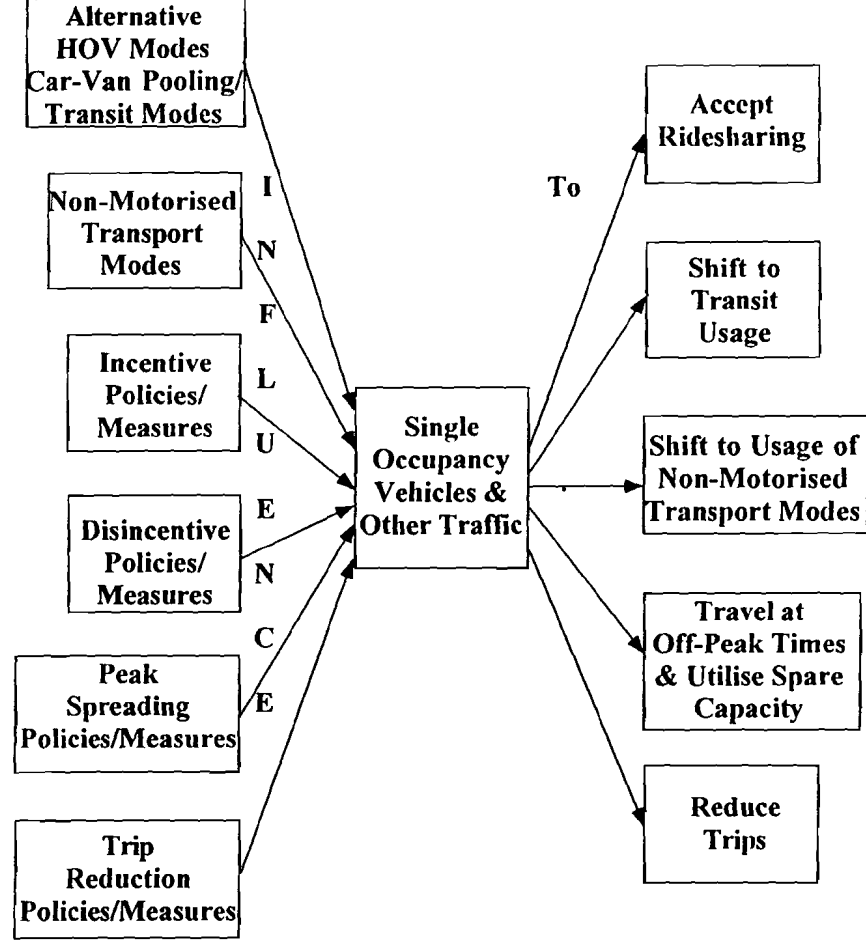 Alternative
HOV Modes
Car-Van Pooling/
Transit Modes
Non-Motorised
Transport
Modes
Incentive
Policies/
Measures
Disincentive
Policies/
Measures
Peak
Spreading
Policies/Measures
Trip
Reduction
Policies/Measures
I
N
F
L
U
E
N
C
E
Single
Occupancy
Vehicles &
Other Traffic
To
Accept
Ridesharing
Shift to
Transit
Usage
Shift to Usage of
Non-Motorised
Transport Modes
Travel at
Off-Peak Times
& Utilise Spare
Capacity
Reduce
Trips